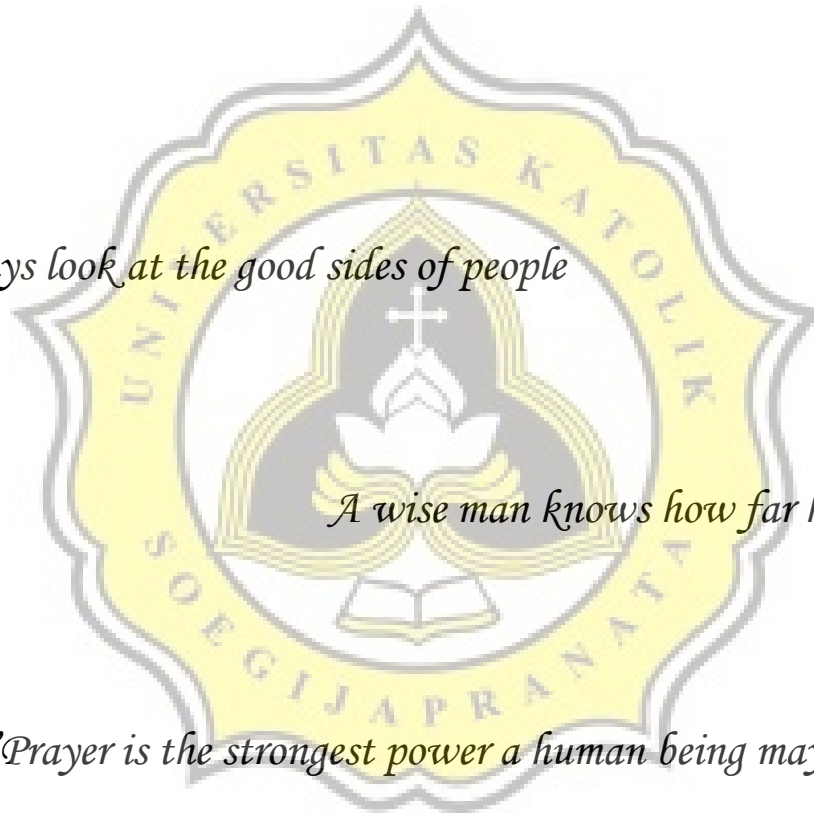 ys look at the good sides of people
A wise man knows how far h
"Prayer is the strongest power a human being may
UNIVERSITAS KATOLIK
SOEGIJAPRANATA